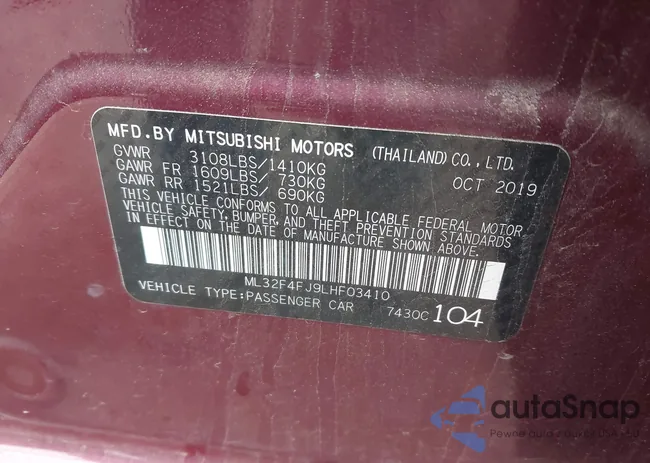 MFD.BY MITSUBISHI MOTORS (THAILAND) CO., LTD.
GVWR 3108LBS/1410KG OCT 2019
GAWR FR 1609LBS/ 730KG
GAWR RR 1521LBS/ 690KG
THIS VEHICLE CONFORMS TO ALL APPLICABLE FEDERAL MOTOR
VEHICLE SAFETY, BUMPER, AND THEFT PREVENTION STANDARDS
IN EFFECT ON THE DATE OF MANUFACTURE SHOWN ABOVE.
ML32F4FJ9LHF03410
VEHICLE TYPE:PASSENGER CAR 7430C 104
autoSnap